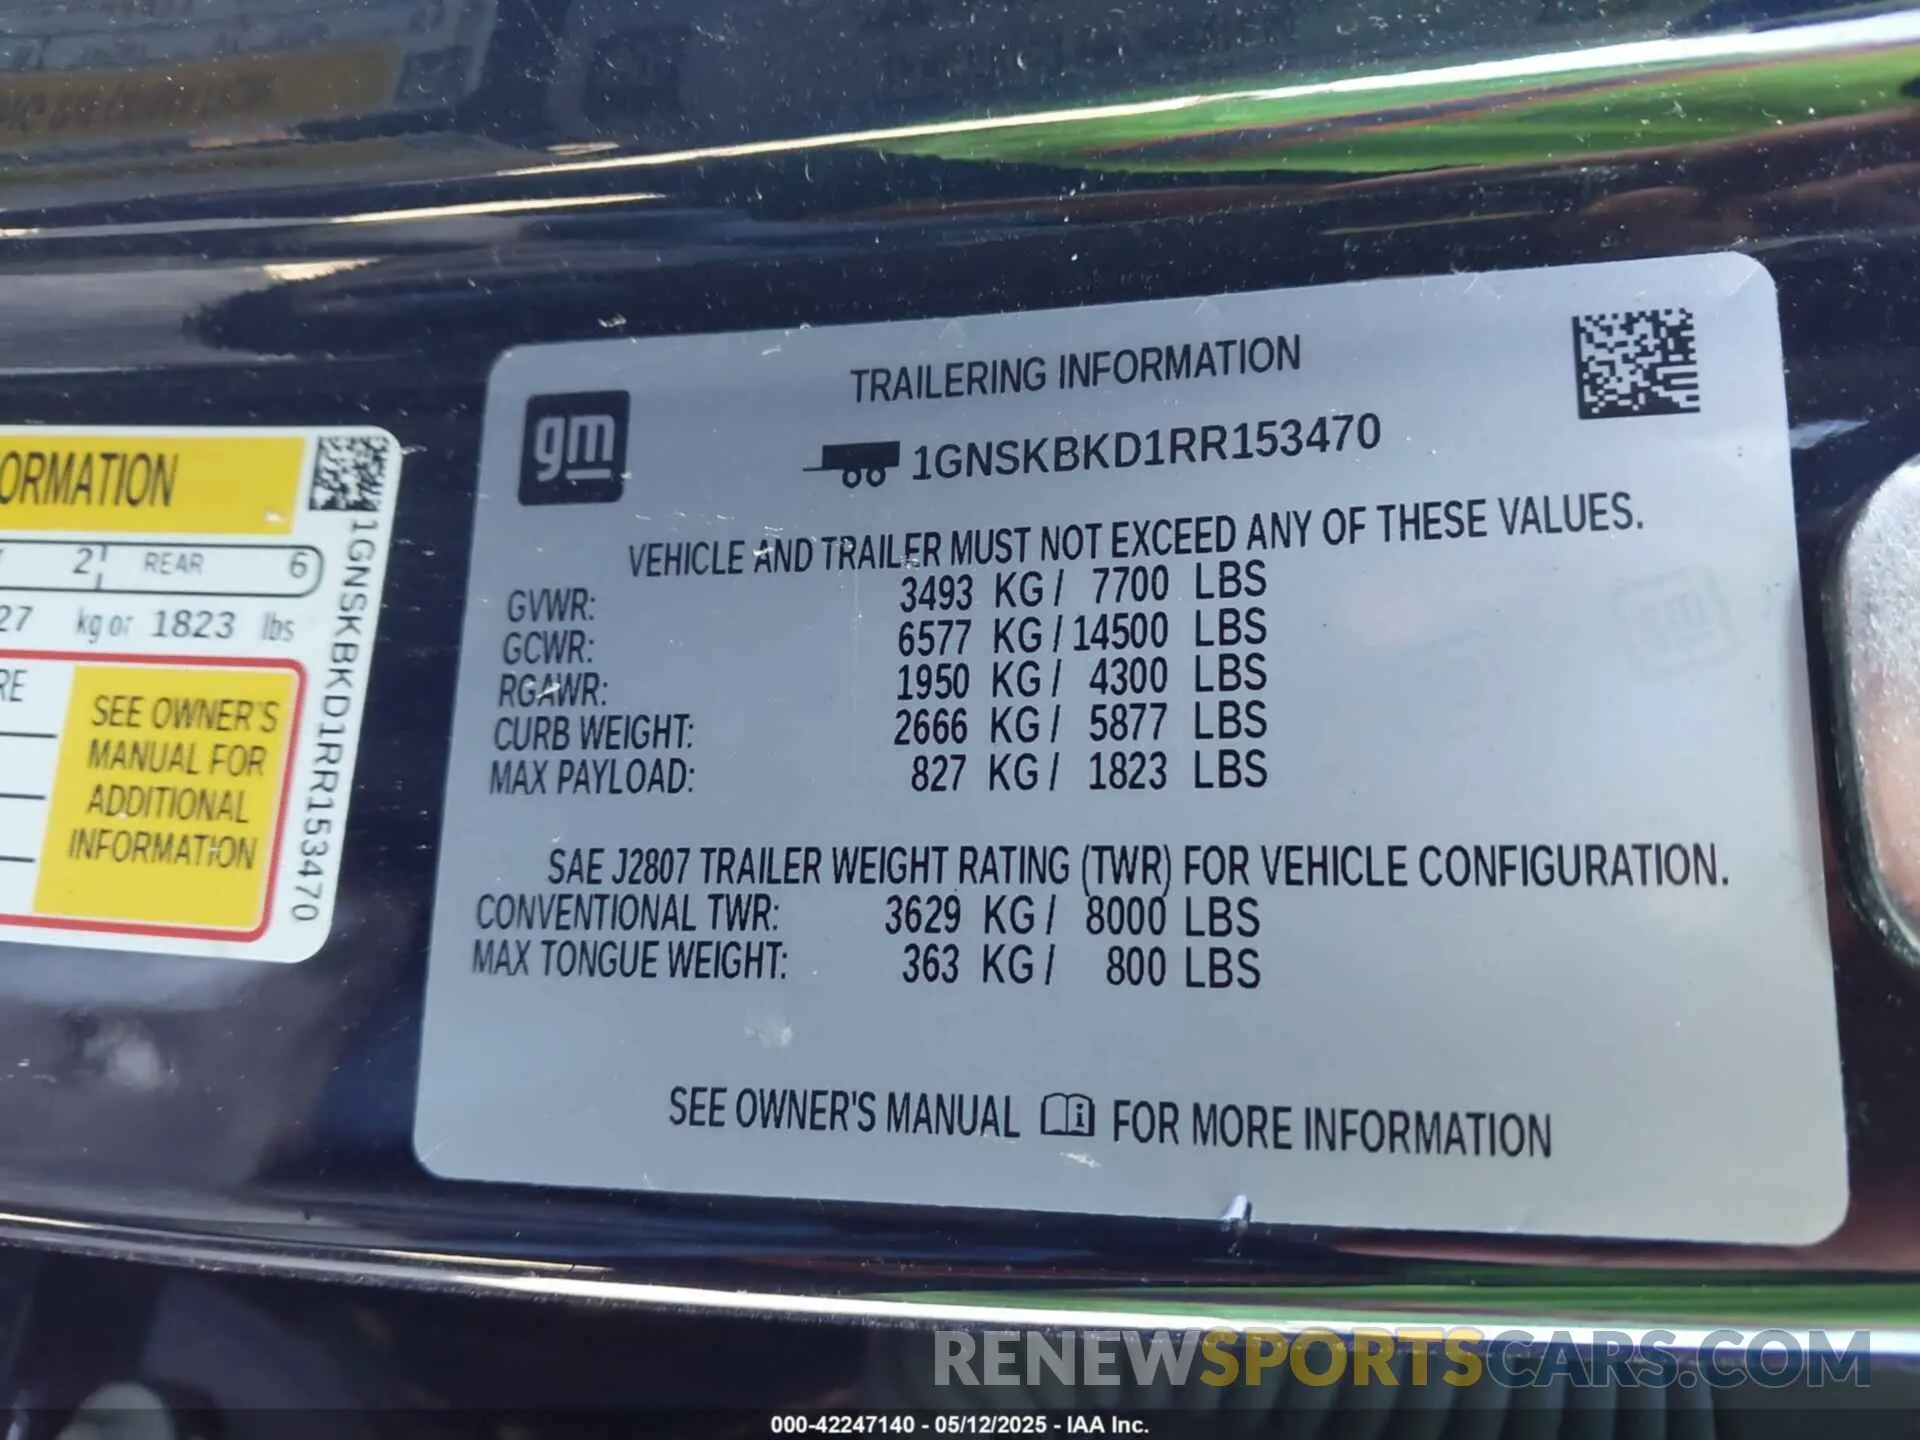 ORMATION
2 REAR 6
27 kg or 1823 lbs
RE
SEE OWNER'S
MANUAL FOR
ADDITIONAL
INFORMATION
1GNSKBKD1RR153470
gm
TRAILERING INFORMATION
1GNSKBKD1RR153470
VEHICLE AND TRAILER MUST NOT EXCEED ANY OF THESE VALUES.
GVWR: 3493 KG / 7700 LBS
GCWR: 6577 KG / 14500 LBS
RGAWR: 1950 KG / 4300 LBS
CURB WEIGHT: 2666 KG / 5877 LBS
MAX PAYLOAD: 827 KG / 1823 LBS
SAE J2807 TRAILER WEIGHT RATING (TWR) FOR VEHICLE CONFIGURATION.
CONVENTIONAL TWR: 3629 KG / 8000 LBS
MAX TONGUE WEIGHT: 363 KG / 800 LBS
SEE OWNER'S MANUAL FOR MORE INFORMATION
RENEWSPORTSCARS.COM
000-42247140 - 05/12/2025 - IAA Inc.